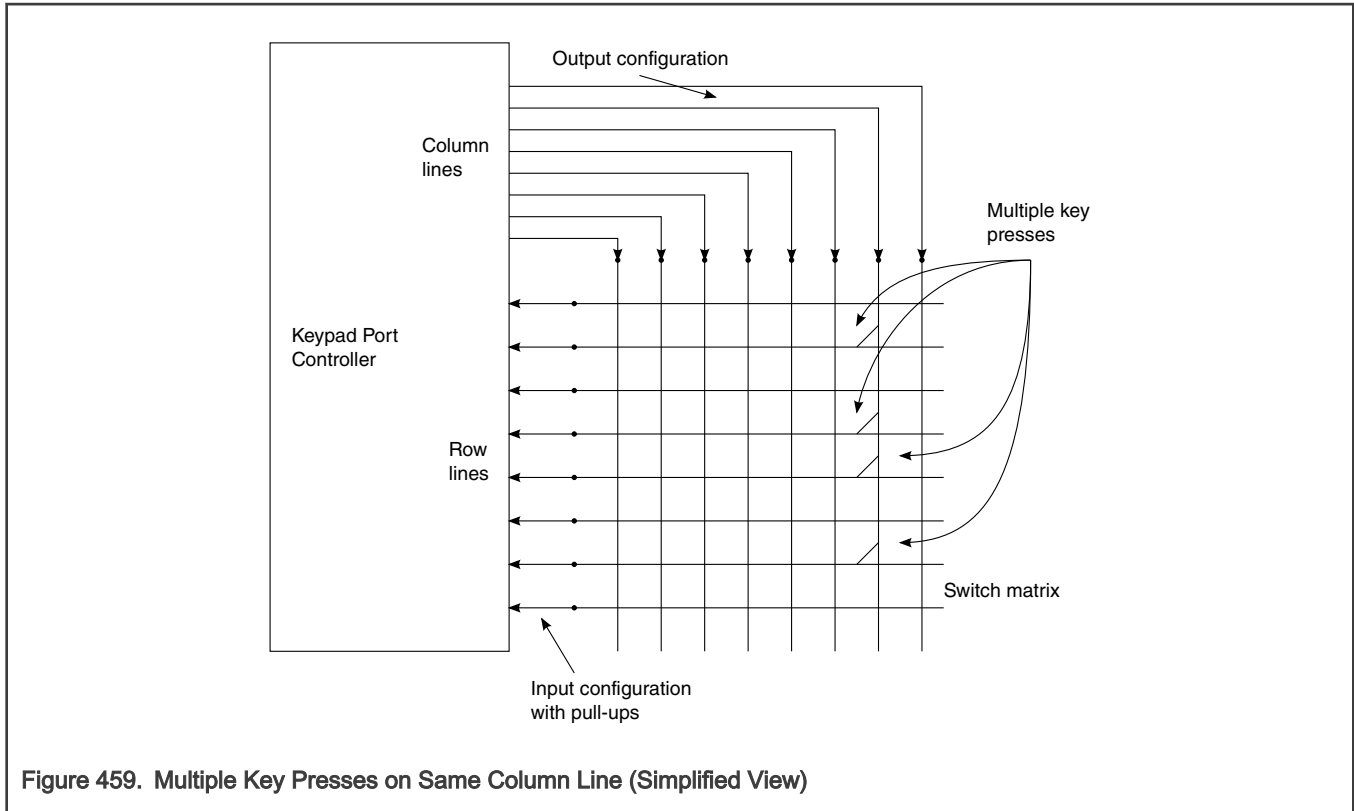 Output configuration
Column
lines
Multiple key
presses
Keypad Port
Controller
Row
lines
Switch matrix
Input configuration
with pull-ups
Figure 459. Multiple Key Presses on Same Column Line (Simplified View)